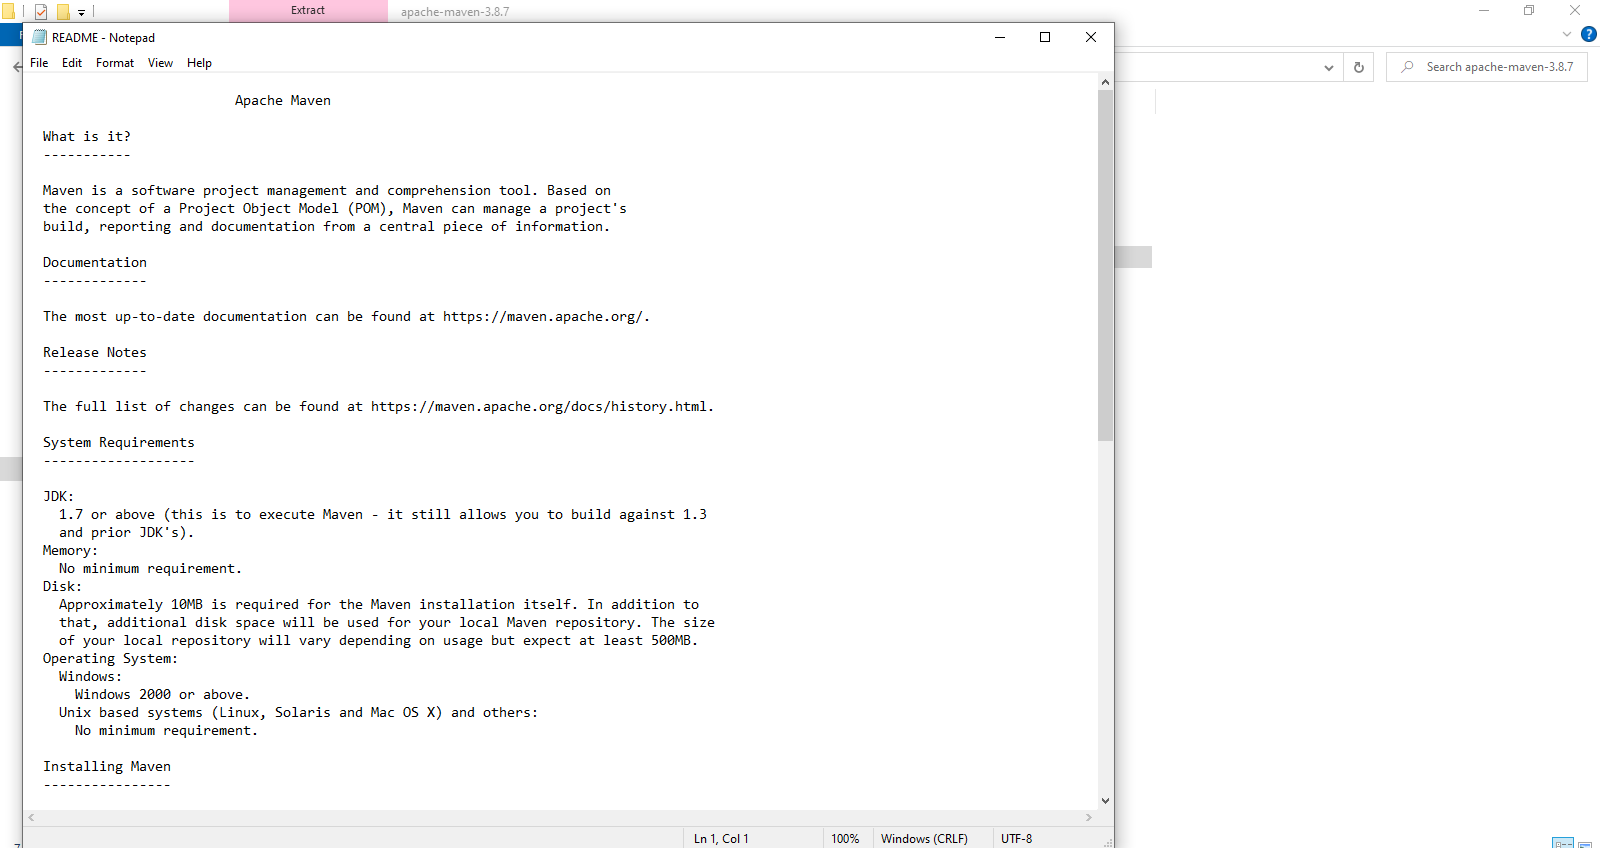 Extract
apache-maven-3.8.7
README - Notepad
File Edit Format View Help
Search apache-maven-3.8.7
Apache Maven
What is it?
-----------
Maven is a software project management and comprehension tool. Based on
the concept of a Project Object Model (POM), Maven can manage a project's
build, reporting and documentation from a central piece of information.
Documentation
-------------
The most up-to-date documentation can be found at https://maven.apache.org/.
Release Notes
-------------
The full list of changes can be found at https://maven.apache.org/docs/history.html.
System Requirements
-------------------
JDK:
1.7 or above (this is to execute Maven - it still allows you to build against 1.3
and prior JDK's).
Memory:
No minimum requirement.
Disk:
Approximately 10MB is required for the Maven installation itself. In addition to
that, additional disk space will be used for your local Maven repository. The size
of your local repository will vary depending on usage but expect at least 500MB.
Operating System:
Windows:
Windows 2000 or above.
Unix based systems (Linux, Solaris and Mac OS X) and others:
No minimum requirement.
Installing Maven
----------------
Ln 1, Col 1 100% Windows (CRLF) UTF-8